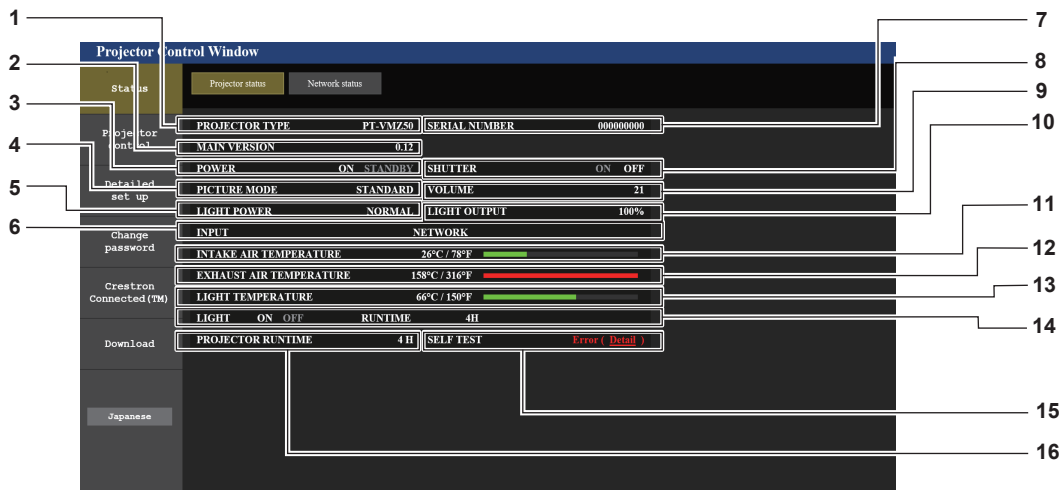 1
2
3
4
5
6
7
8
9
10
11
12
13
14
15
16
Projector Control Window
Status
Projector control
Detailed set up
Change password
Crestron Connected(TM)
Download
Japanese
Projector status Network status
PROJECTOR TYPE PT-VMZ50 SERIAL NUMBER 000000000
MAIN VERSION 0.12
POWER ON STANDBY SHUTTER ON OFF
PICTURE MODE STANDARD VOLUME 21
LIGHT POWER NORMAL LIGHT OUTPUT 100%
INPUT NETWORK
INTAKE AIR TEMPERATURE 26°C / 78°F
EXHAUST AIR TEMPERATURE 158°C / 316°F
LIGHT TEMPERATURE 66°C / 150°F
LIGHT ON OFF RUNTIME 4H
PROJECTOR RUNTIME 4 H SELF TEST Error ( Detail )